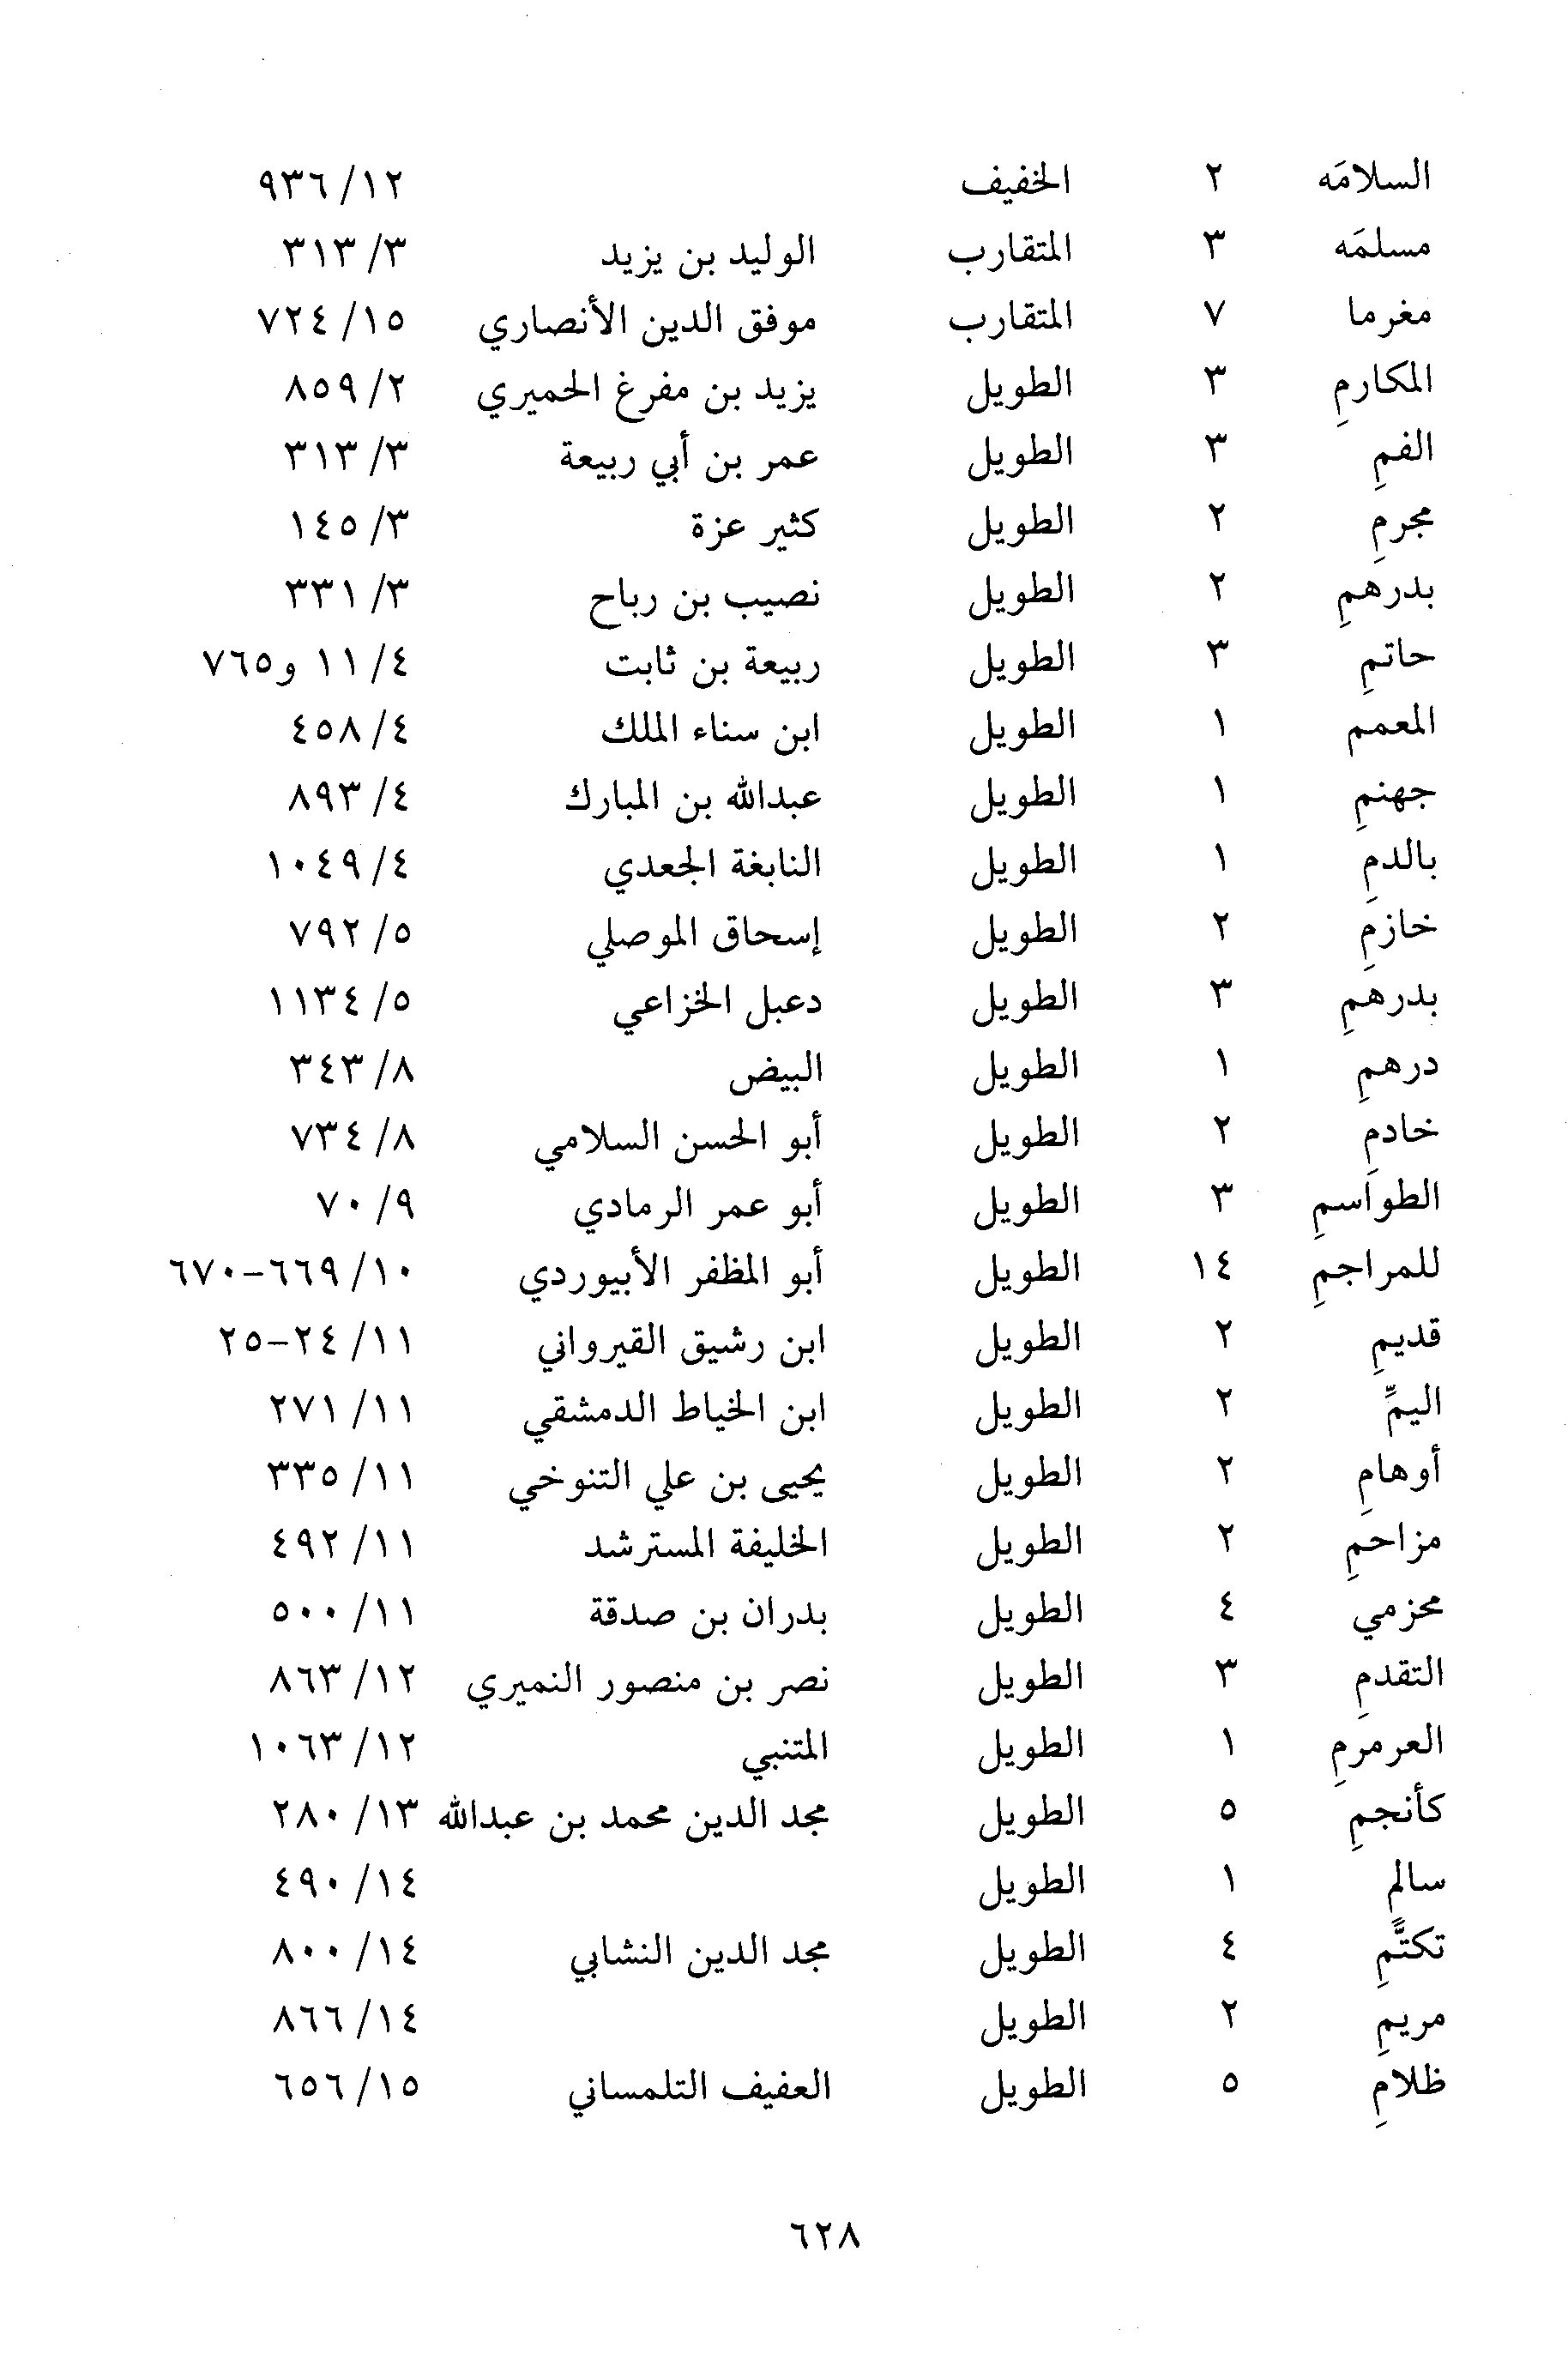 السلامَه ٢ الخفيف ١٢/ ٩٣٦
مسلمَه ٣ المتقارب الوليد بن يزيد ٣/ ٣١٣
مغرما ٧ المتقارب موفق الدين الأنصاري ١٥/ ٧٢٤
المكارمِ ٣ الطويل يزيد بن مفرغ الحميري ٢/ ٨٥٩
الفمِ ٣ الطويل عمر بن أبي ربيعة ٣/ ٣١٣
مجرمِ ٢ الطويل كثير عزة ٣/ ١٤٥
بدرهمِ ٢ الطويل نصيب بن رباح ٣/ ٣٣١
حاتمِ ٣ الطويل ربيعة بن ثابت ٤/ ١١ و٧٦٥
المعمم ١ الطويل ابن سناء الملك ٤/ ٤٥٨
جهنمِ ١ الطويل عبدالله بن المبارك ٤/ ٨٩٣
بالدمِ ١ الطويل النابغة الجعدي ٤/ ١٠٤٩
خازمِ ٢ الطويل إسحاق الموصلي ٥/ ٧٩٢
بدرهمِ ٣ الطويل دعبل الخزاعي ٥/ ١١٣٤
درهمِ ١ الطويل البيض ٨/ ٣٤٣
خادمِ ٢ الطويل أبو الحسن السلامي ٨/ ٧٣٤
الطواسمِ ٣ الطويل أبو عمر الرمادي ٩/ ٧٠
للمراجمِ ١٤ الطويل أبو المظفر الأبيوردي ١٠/ ٦٦٩-٦٧٠
قديمِ ٢ الطويل ابن رشيق القيرواني ١١/ ٢٤-٢٥
اليمِّ ٢ الطويل ابن الخياط الدمشقي ١١/ ٢٧١
أوهامِ ٢ الطويل يحيى بن علي التنوخي ١١/ ٣٣٥
مزاحمِ ٢ الطويل الخليفة المسترشد ١١/ ٤٩٢
محزمي ٤ الطويل بدران بن صدقة ١١/ ٥٠٠
التقدمِ ٣ الطويل نصر بن منصور النميري ١٢/ ٨٦٣
العرمرمِ ١ الطويل المتنبي ١٢/ ١٠٦٣
كأنجمِ ٥ الطويل مجد الدين محمد بن عبدالله ١٣/ ٢٨٠
سالم ١ الطويل ١٤/ ٤٩٠
تكتَّمِ ٤ الطويل مجد الدين النشابي ١٤/ ٨٠٠
مريمِ ٢ الطويل ١٤/ ٨٦٦
ظلامِ ٥ الطويل العفيف التلمساني ١٥/ ٦٥٦
٦٢٨